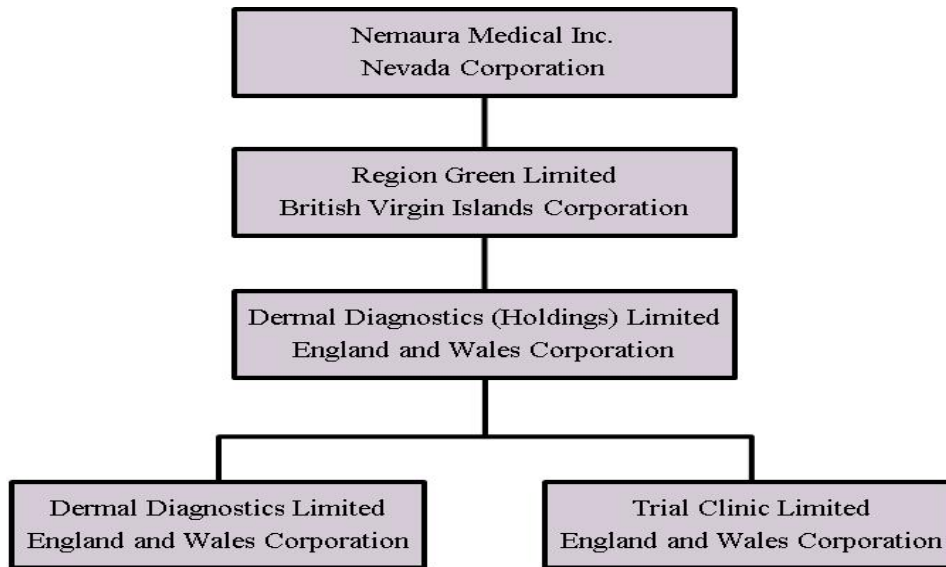 Nemaura Medical Inc.
Nevada Corporation
Region Green Limited
British Virgin Islands Corporation
Dermal Diagnostics (Holdings) Limited
England and Wales Corporation
Dermal Diagnostics Limited
England and Wales Corporation
Trial Clinic Limited
England and Wales Corporation